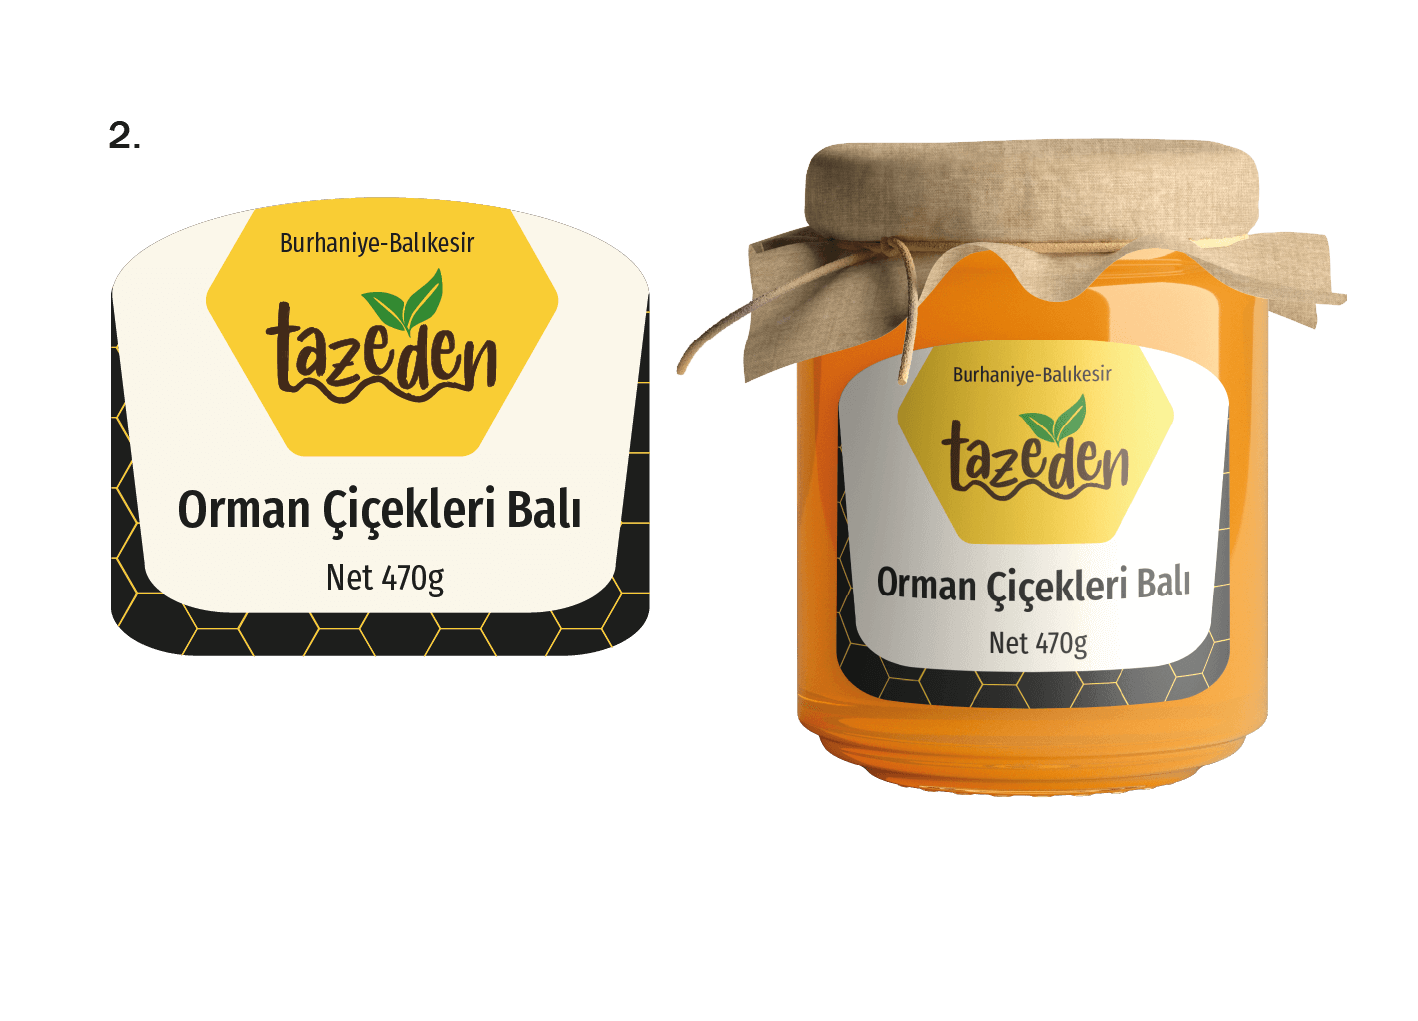 2.
Burhaniye-Balıkesir
tazeden
Orman Çiçekleri Balı
Net 470g
Burhaniye-Balıkesir
tazeden
Orman Çiçekleri Balı
Net 470g